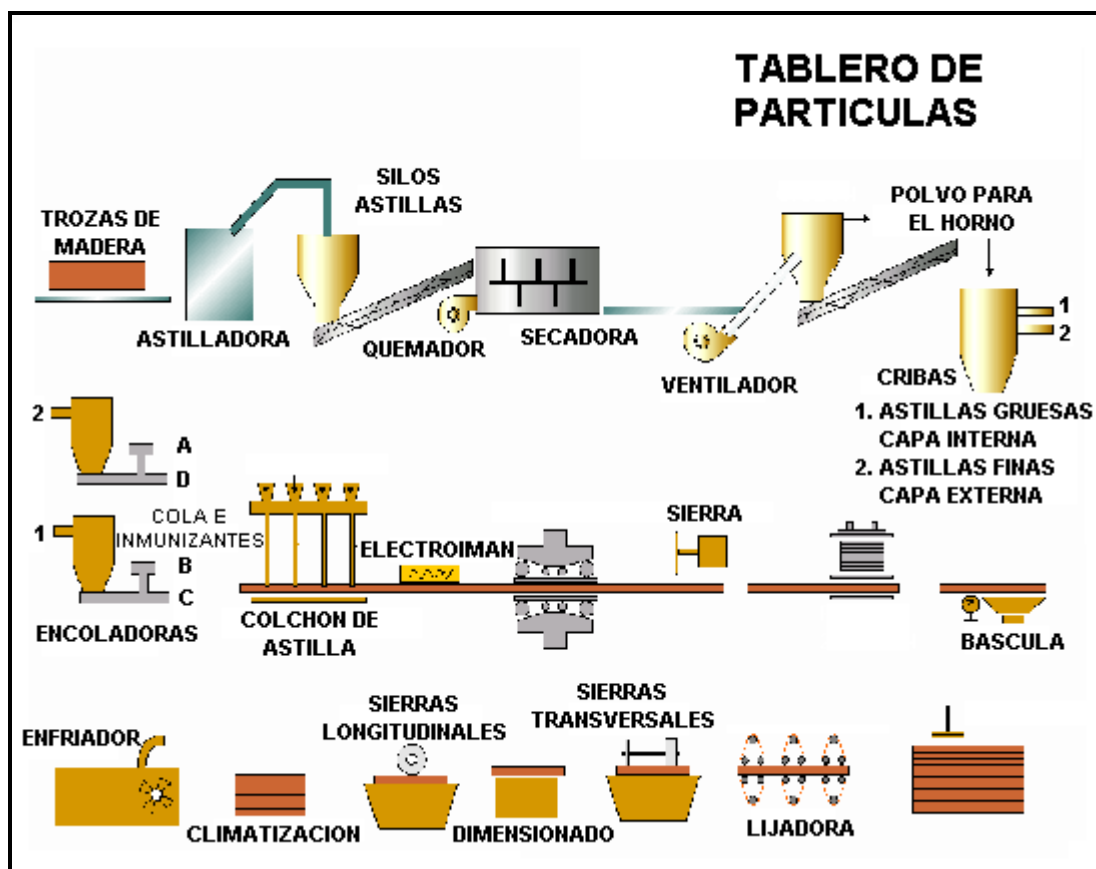 TABLERO DE
PARTICULAS
SILOS
ASTILLAS
POLVO PARA
EL HORNO
TROZAS DE
MADERA
1
2
ASTILLADORA
QUEMADOR
SECADORA
VENTILADOR
CRIBAS
1. ASTILLAS GRUESAS
CAPA INTERNA
2. ASTILLAS FINAS
CAPA EXTERNA
2
A
D
COLA E
INMUNIZANTES
1
B
C
ENCOLADORAS
COLCHON DE
ASTILLA
ELECTROIMAN
SIERRA
BASCULA
ENFRIADOR
CLIMATIZACION
SIERRAS
LONGITUDINALES
DIMENSIONADO
SIERRAS
TRANSVERSALES
LIJADORA